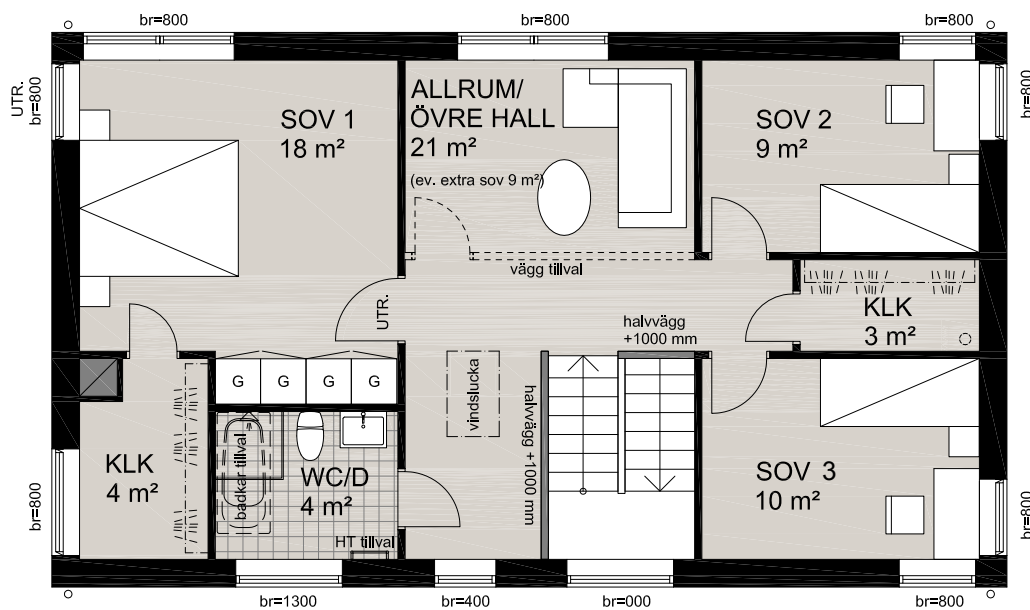 br=800
br=800
br=800
UTR.
br=800
br=800
SOV 1
18 m²
ALLRUM/
ÖVRE HALL
21 m²
(ev. extra sov 9 m²)
SOV 2
9 m²
vägg tillval
UTR.
halvvägg
+1000 mm
KLK
3 m²
G
G
G
G
vindslucka
halvvägg +1000 mm
KLK
4 m²
badkar tillval
WC/D
4 m²
HT tillval
SOV 3
10 m²
br=800
br=800
br=1300
br=400
br=000
br=800